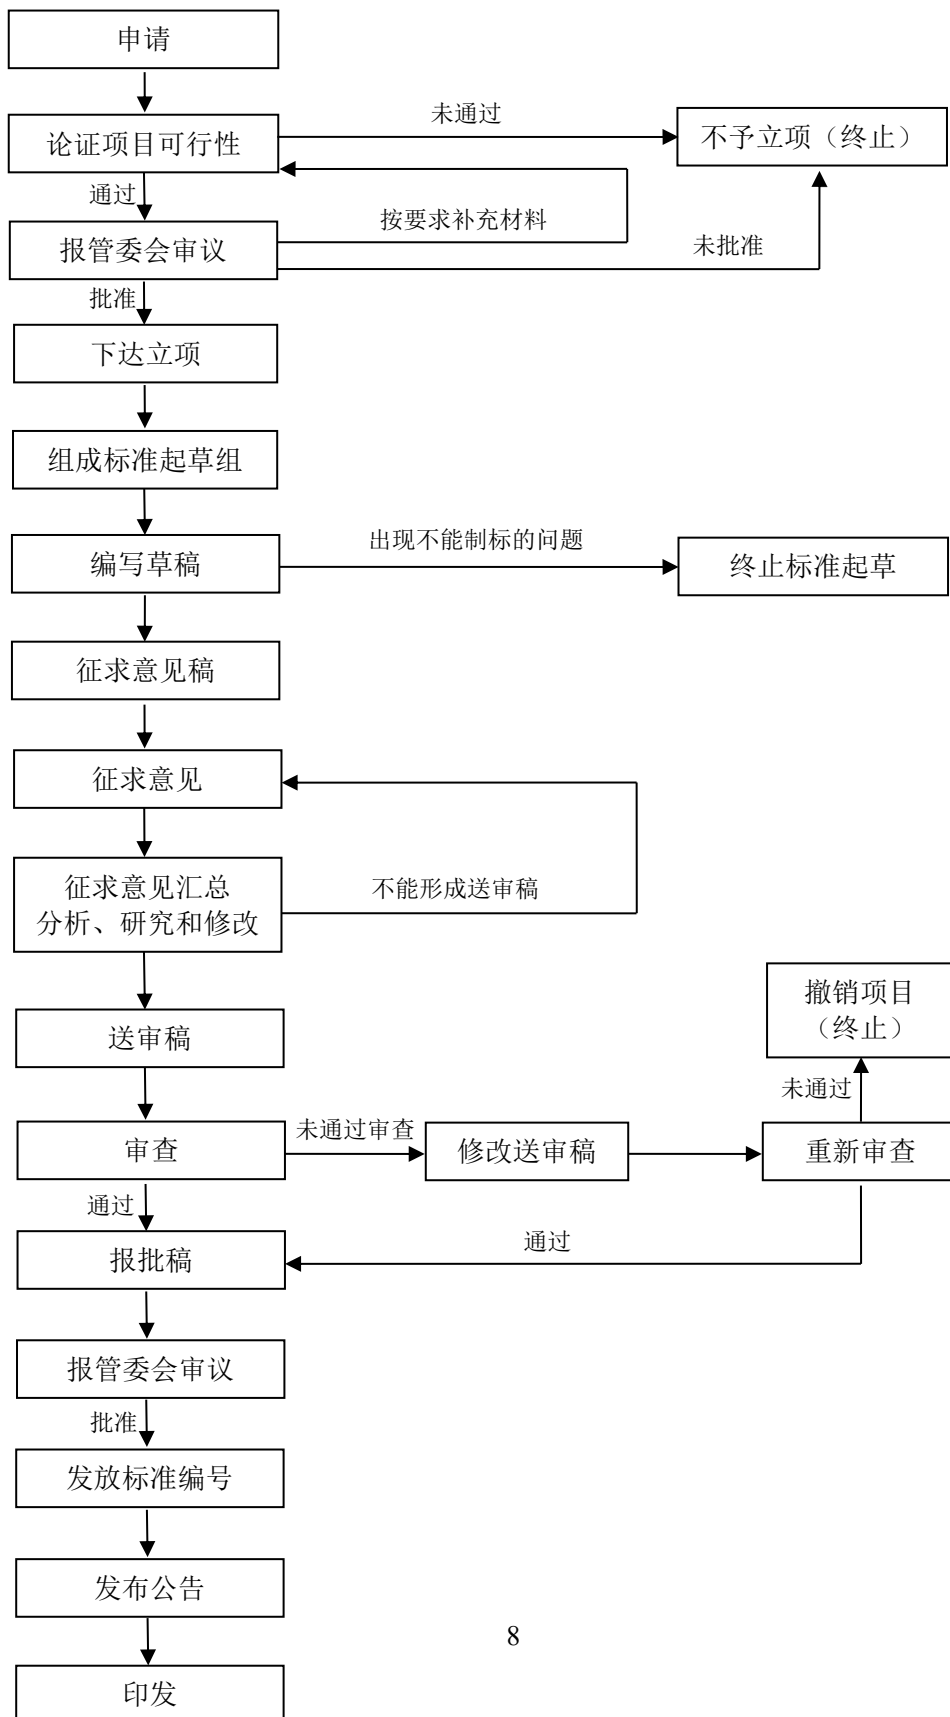 申请
未通过
论证项目可行性
不予立项（终止）
通过
按要求补充材料
报管委会审议
未批准
批准
下达立项
组成标准起草组
出现不能制标的问题
编写草稿
终止标准起草
征求意见稿
征求意见
征求意见汇总
分析、研究和修改
不能形成送审稿
撤销项目
（终止）
送审稿
未通过
审查
未通过审查
修改送审稿
重新审查
通过
通过
报批稿
报管委会审议
批准
发放标准编号
发布公告
8
印发